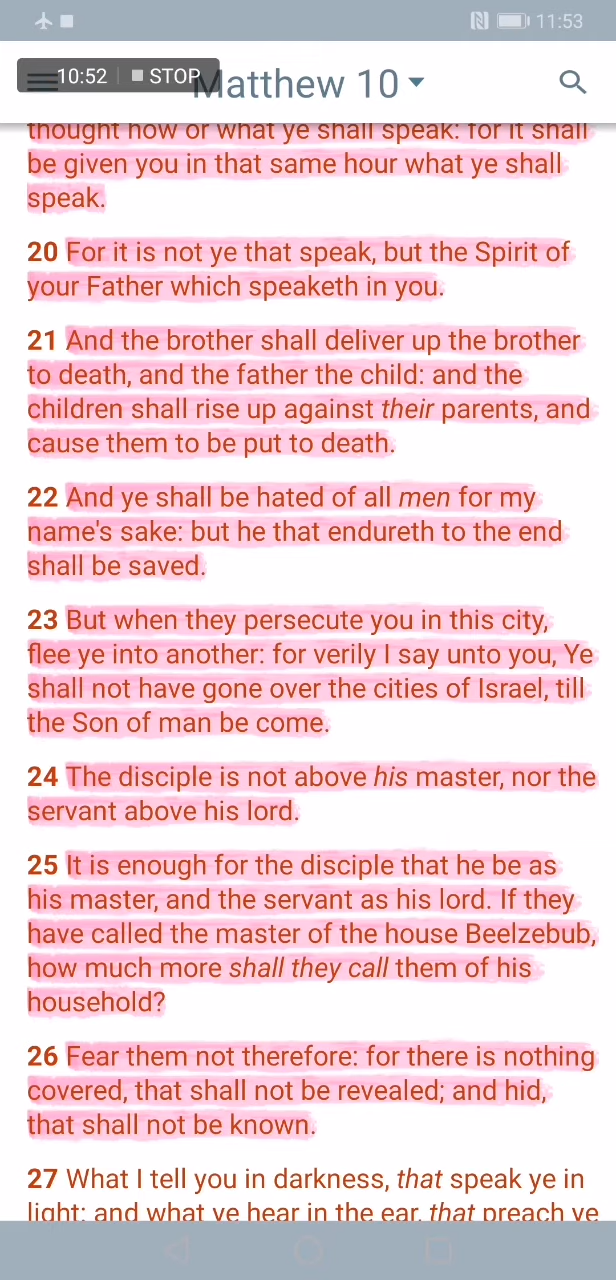 11:53
10:52 STOP
Matthew 10
thought how or what ye shall speak: for it shall
be given you in that same hour what ye shall
speak.
20 For it is not ye that speak, but the Spirit of
your Father which speaketh in you.
21 And the brother shall deliver up the brother
to death, and the father the child: and the
children shall rise up against their parents, and
cause them to be put to death.
22 And ye shall be hated of all men for my
name's sake: but he that endureth to the end
shall be saved.
23 But when they persecute you in this city,
flee ye into another: for verily I say unto you, Ye
shall not have gone over the cities of Israel, till
the Son of man be come.
24 The disciple is not above his master, nor the
servant above his lord.
25 It is enough for the disciple that he be as
his master, and the servant as his lord. If they
have called the master of the house Beelzebub,
how much more shall they call them of his
household?
26 Fear them not therefore: for there is nothing
covered, that shall not be revealed; and hid,
that shall not be known.
27 What I tell you in darkness, that speak ye in
light: and what ye hear in the ear, that preach ye